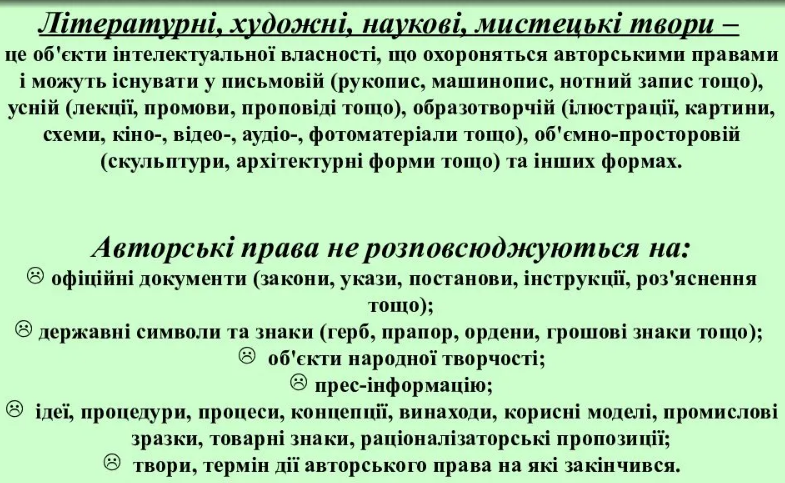 Літературні, художні, наукові, мистецькі твори –
це об'єкти інтелектуальної власності, що охороняться авторськими правами
і можуть існувати у письмовій (рукопис, машинопис, нотний запис тощо),
усній (лекції, промови, проповіді тощо), образотворчій (ілюстрації, картини,
схеми, кіно-, відео-, аудіо-, фотоматеріали тощо), об'ємно-просторовій
(скульптури, архітектурні форми тощо) та інших формах.
Авторські права не розповсюджуються на:
☹ офіційні документи (закони, укази, постанови, інструкції, роз'яснення
тощо);
☹ державні символи та знаки (герб, прапор, ордени, грошові знаки тощо);
☹ об'єкти народної творчості;
☹ прес-інформацію;
☹ ідеї, процедури, процеси, концепції, винаходи, корисні моделі, промислові
зразки, товарні знаки, раціоналізаторські пропозиції;
☹ твори, термін дії авторського права на які закінчився.